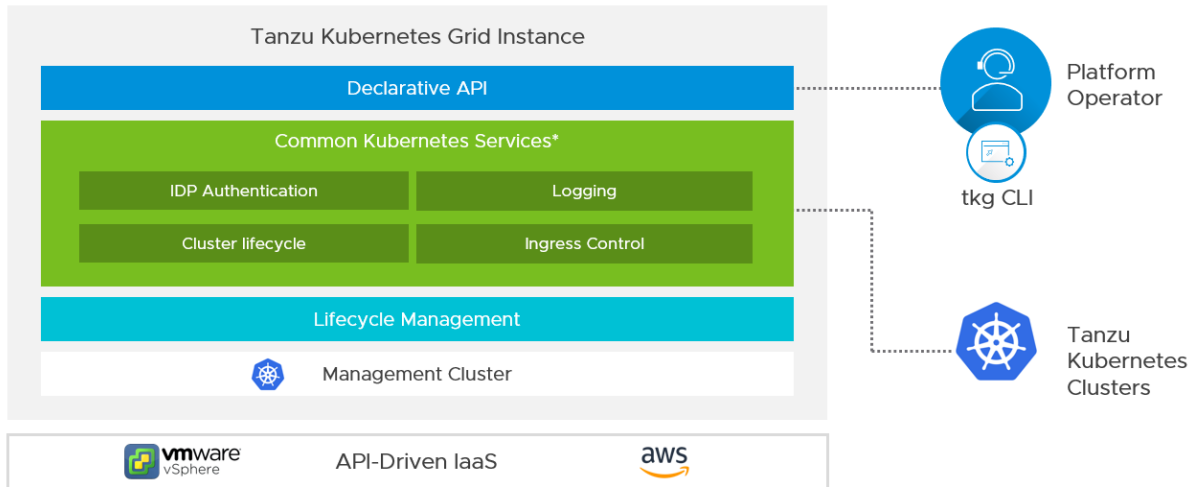 Tanzu Kubernetes Grid Instance
Declarative API
Common Kubernetes Services*
IDP Authentication
Logging
Cluster lifecycle
Ingress Control
Lifecycle Management
Management Cluster
vmware
vSphere
API-Driven IaaS
aws
Platform
Operator
tkg CLI
Tanzu
Kubernetes
Clusters